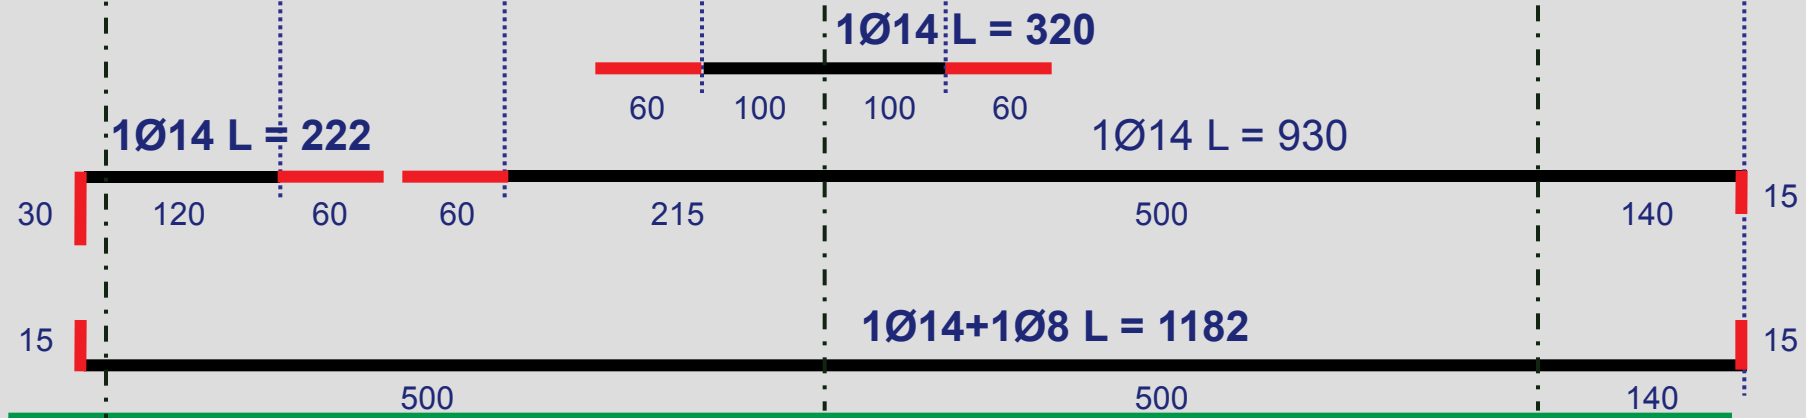 1Ø14 L = 320
60 100 100 60
1Ø14 L = 222
1Ø14 L = 930
30 120 60 60 215 500 140 15
1Ø14+1Ø8 L = 1182
15 15
500 500 140